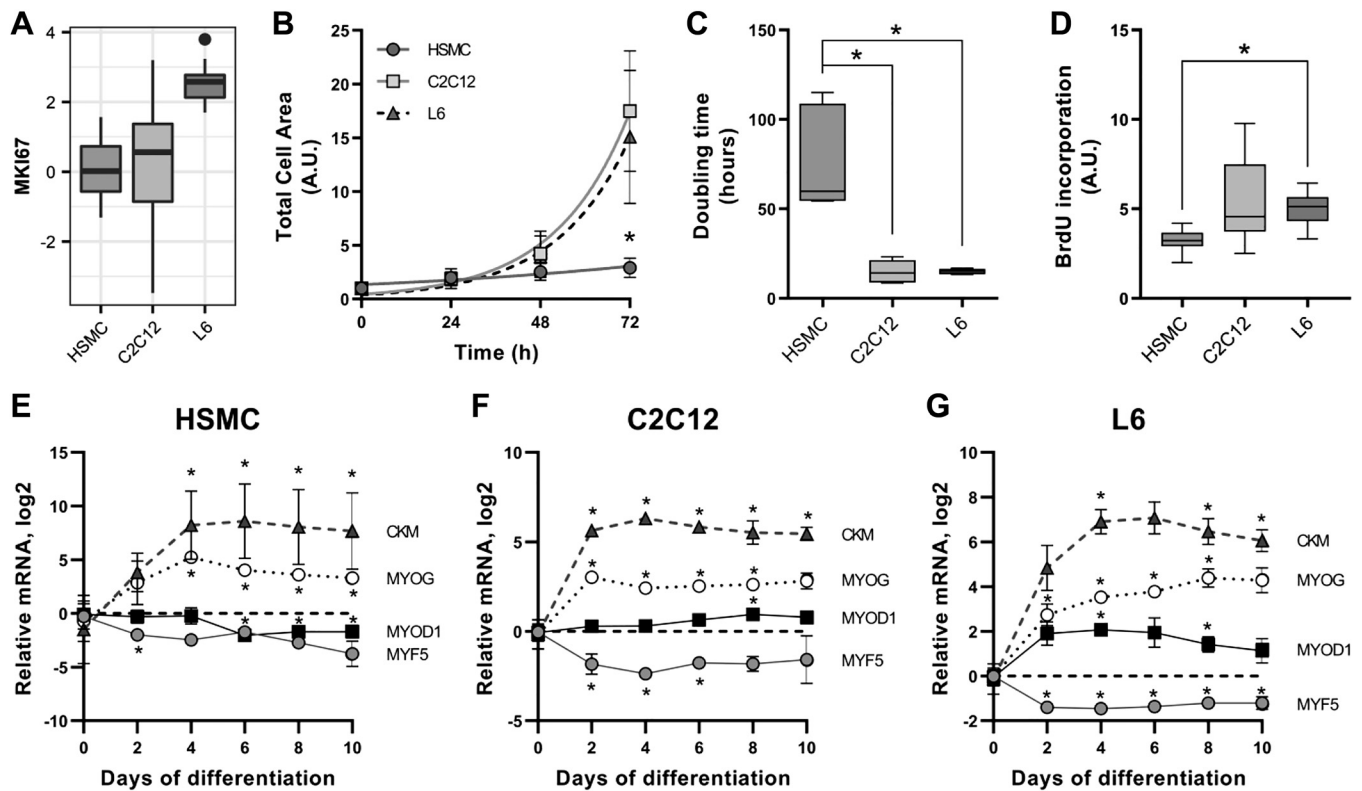 A
MKI67
4
2
0
-2
HSMC
C2C12
L6
B
Total Cell Area
(A.U.)
25
20
15
10
5
0
HSMC
C2C12
L6
*
0
24
48
72
Time (h)
C
Doubling time
(hours)
150
100
50
0
*
*
HSMC
C2C12
L6
D
BrdU incorporation
(A.U.)
15
10
5
0
*
HSMC
C2C12
L6
E
HSMC
Relative mRNA, log2
15
10
5
0
-5
-10
* * * *
* * * *
* * *
*
CKM
MYOG
MYOD1
MYF5
0 2 4 6 8 10
Days of differentiation
F
C2C12
Relative mRNA, log2
10
5
0
-5
* * * * *
* * * *
*
* * *
CKM
MYOG
MYOD1
MYF5
0 2 4 6 8 10
Days of differentiation
G
L6
Relative mRNA, log2
10
8
6
4
2
0
-2
* * *
* * * *
* *
* * * * *
CKM
MYOG
MYOD1
MYF5
0 2 4 6 8 10
Days of differentiation